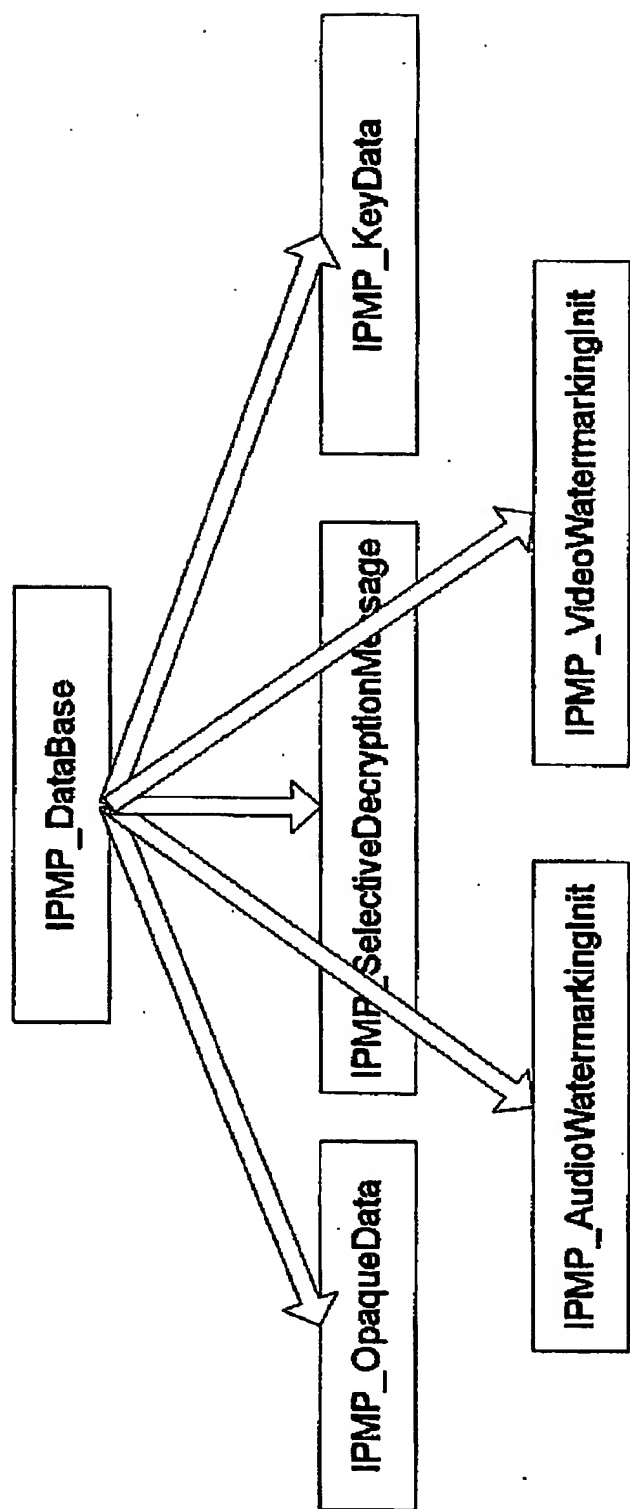 IPMP_DataBase
IPMP_OpaqueData
IPMP_SelectiveDecryptionMessage
IPMP_KeyData
IPMP_AudioWatermarkingInit
IPMP_VideoWatermarkingInit